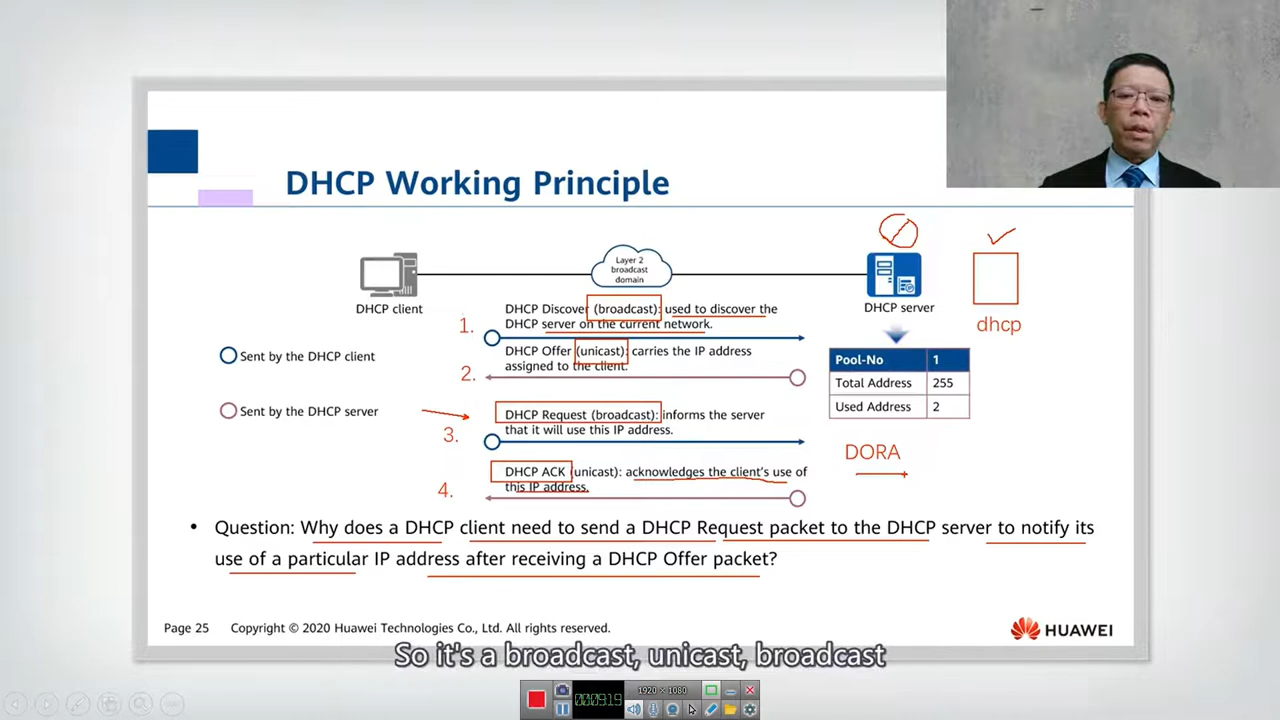 DHCP Working Principle
Layer 2
broadcast
domain
DHCP client
DHCP server
dhcp
1.
DHCP Discover (broadcast): used to discover the
DHCP server on the current network.
Sent by the DHCP client
2.
DHCP Offer (unicast): carries the IP address
assigned to the client.
Pool-No 1
Total Address 255
Used Address 2
Sent by the DHCP server
3.
DHCP Request (broadcast): informs the server
that it will use this IP address.
DORA
4.
DHCP ACK (unicast): acknowledges the client's use of
this IP address.
• Question: Why does a DHCP client need to send a DHCP Request packet to the DHCP server to notify its
use of a particular IP address after receiving a DHCP Offer packet?
Page 25 Copyright © 2020 Huawei Technologies Co., Ltd. All rights reserved.
HUAWEI
So it's a broadcast, unicast, broadcast
1920 × 1080